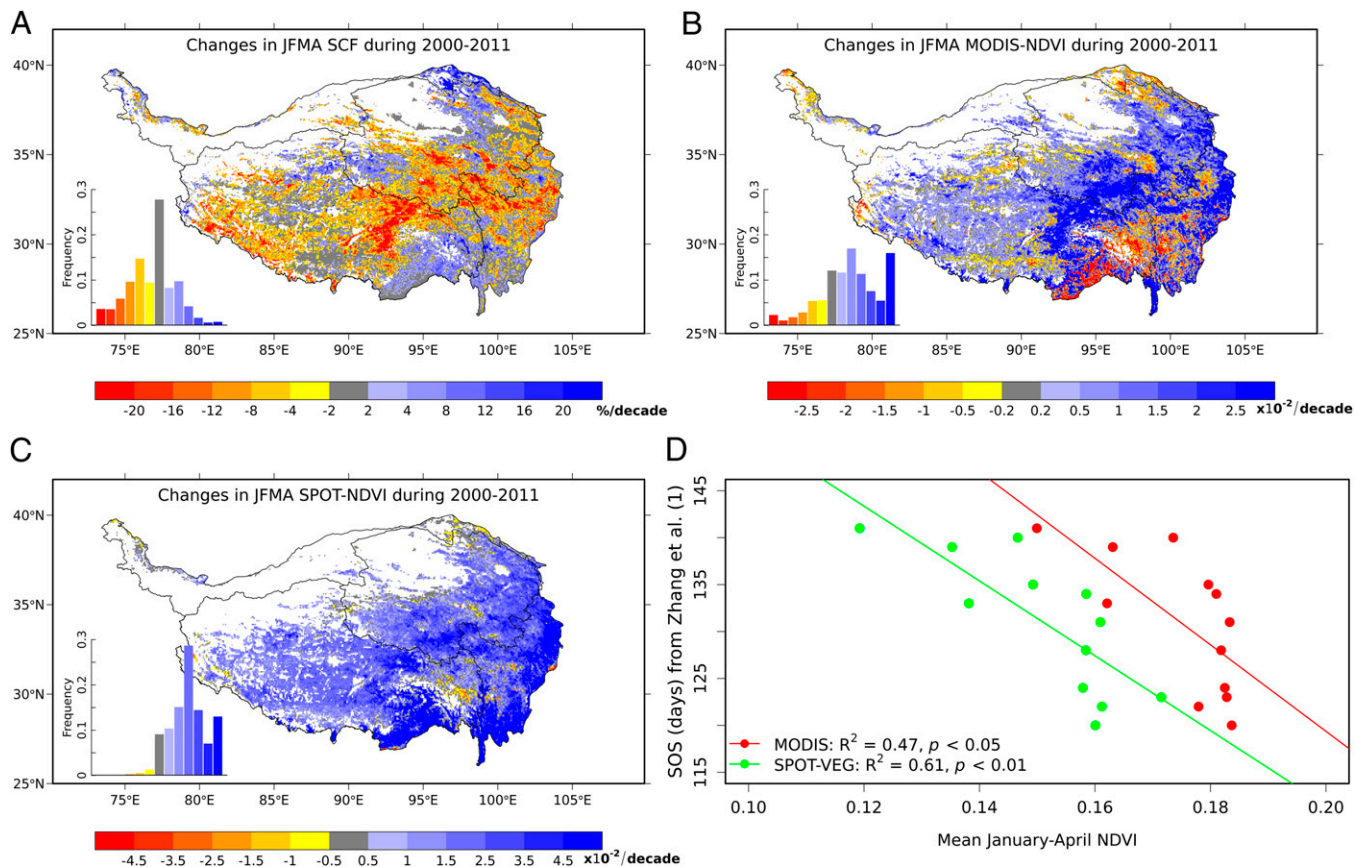 A
Changes in JFMA SCF during 2000-2011
40°N
35°N
30°N
25°N
0.3
0.2
0.1
0
Frequency
75°E 80°E 90°E 95°E 100°E 105°E
-20 -16 -12 -8 -4 -2 2 4 8 12 16 20 %/decade
B
Changes in JFMA MODIS-NDVI during 2000-2011
40°N
35°N
30°N
25°N
0.3
0.2
0.1
0
Frequency
75°E 80°E 90°E 95°E 100°E 105°E
-2.5 -2 -1.5 -1 -0.5 -0.2 0.2 0.5 1 1.5 2 2.5 x10-2/decade
C
Changes in JFMA SPOT-NDVI during 2000-2011
40°N
35°N
30°N
25°N
0.3
0.2
0.1
0
Frequency
75°E 80°E 90°E 95°E 100°E 105°E
-4.5 -3.5 -2.5 -1.5 -1 -0.5 0.5 1 1.5 2.5 3.5 4.5 x10-2/decade
D
SOS (days) from Zhang et al. (1)
145
135
125
115
MODIS: R2 = 0.47, p < 0.05
SPOT-VEG: R2 = 0.61, p < 0.01
0.10 0.12 0.14 0.16 0.18 0.20
Mean January-April NDVI